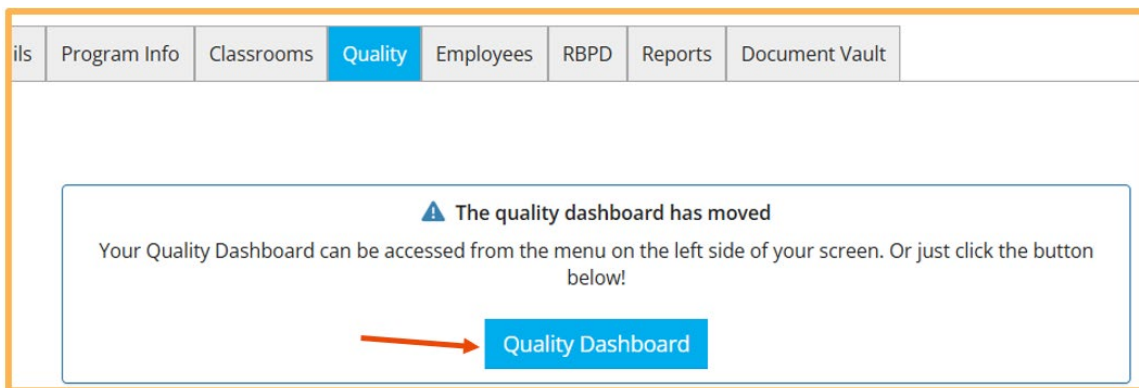 ils Program Info Classrooms Quality Employees RBPD Reports Document Vault
The quality dashboard has moved
Your Quality Dashboard can be accessed from the menu on the left side of your screen. Or just click the button
below!
Quality Dashboard